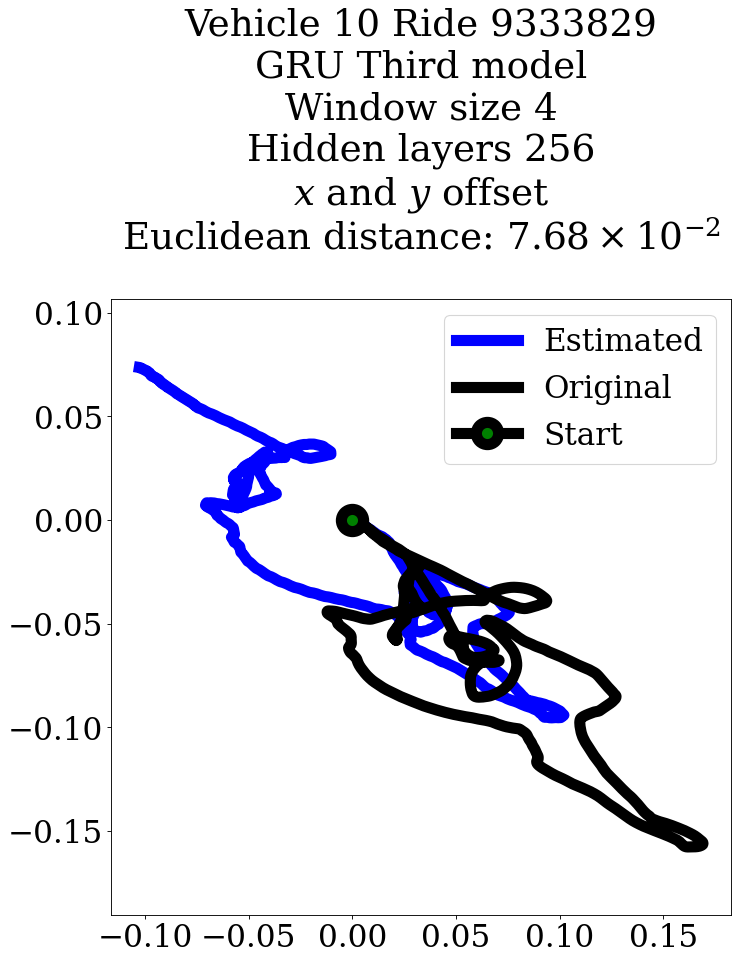 Vehicle 10 Ride 9333829
GRU Third model
Window size 4
Hidden layers 256
x and y offset
Euclidean distance: 7.68 × 10⁻²
Estimated
Original
Start
0.10
0.05
0.00
−0.05
−0.10
−0.15
−0.10 −0.05 0.00 0.05 0.10 0.15